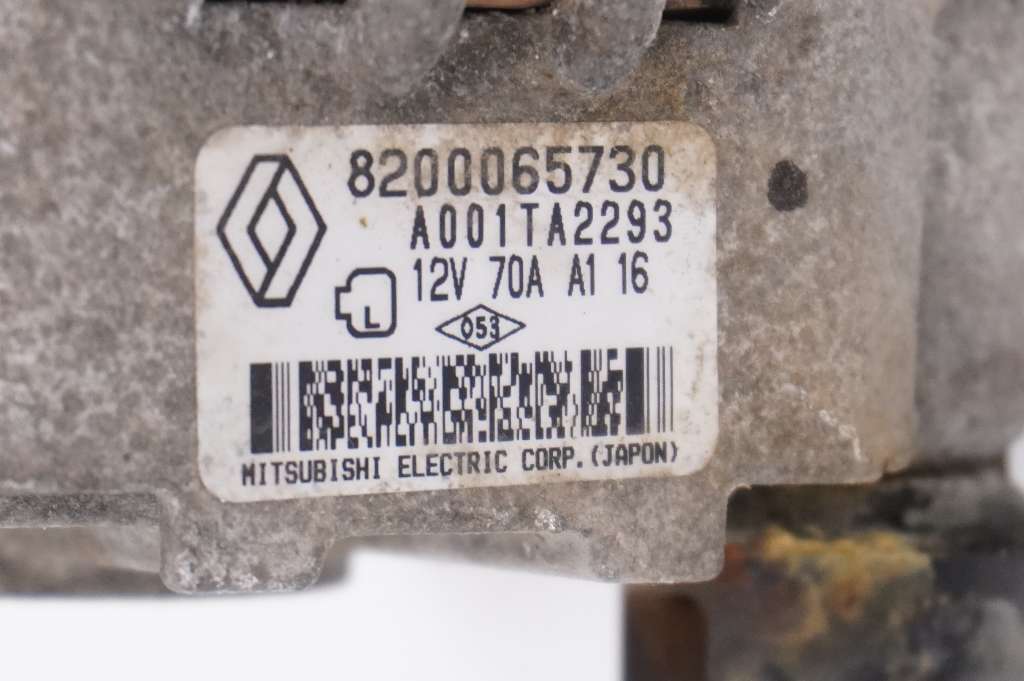 8200065730
A001TA2293
12V 70A A1 16
L
053
MITSUBISHI ELECTRIC CORP.(JAPON)